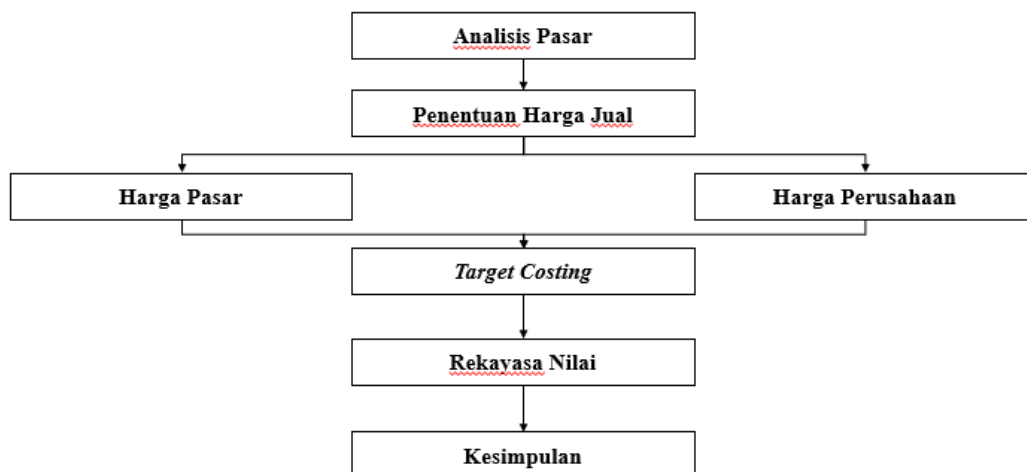 Analisis Pasar
Penentuan Harga Jual
Harga Pasar
Harga Perusahaan
Target Costing
Rekayasa Nilai
Kesimpulan